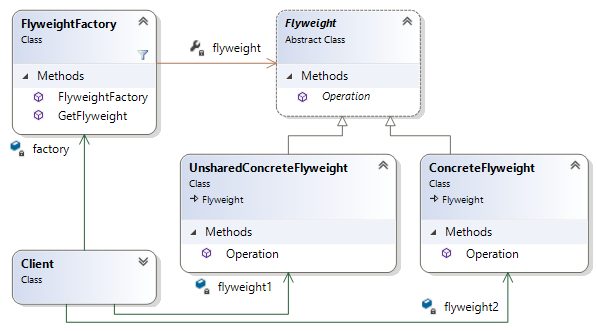 FlyweightFactory
Class
Methods
FlyweightFactory
GetFlyweight
flyweight
Flyweight
Abstract Class
Methods
Operation
factory
UnsharedConcreteFlyweight
Class
Flyweight
Methods
Operation
ConcreteFlyweight
Class
Flyweight
Methods
Operation
Client
Class
flyweight1
flyweight2